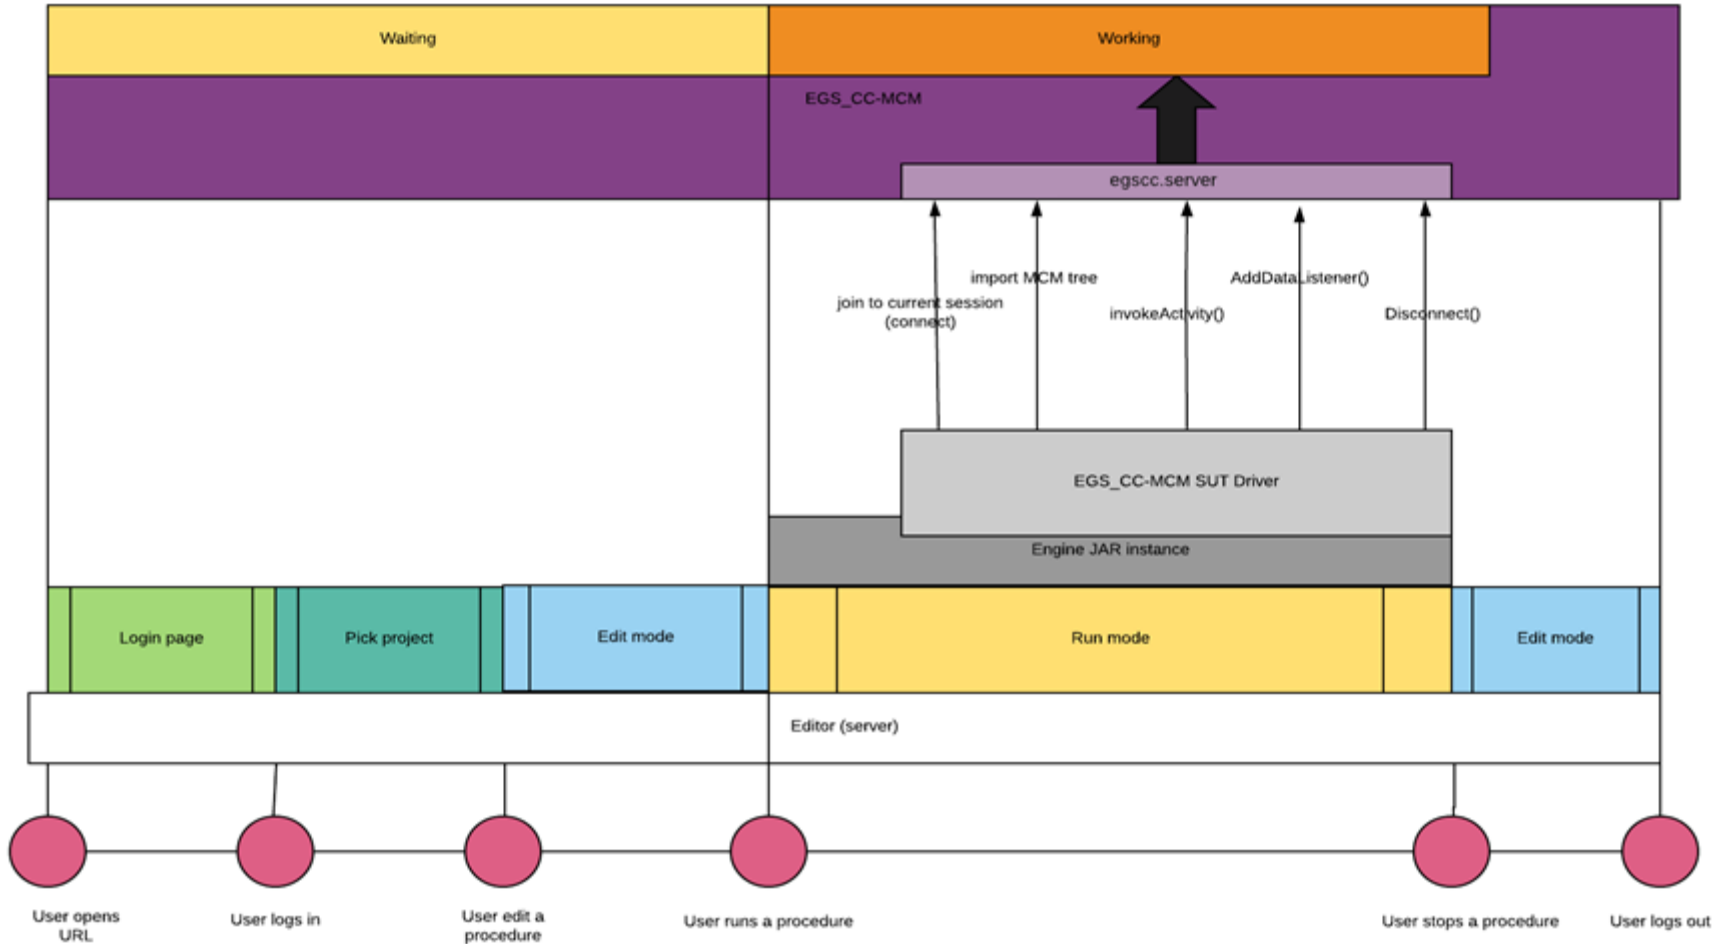 Waiting
Working
EGS_CC-MCM
egscc.server
import MCM tree
AddDataListener()
join to current session
(connect)
invokeActivity()
Disconnect()
EGS_CC-MCM SUT Driver
Engine JAR instance
Login page
Pick project
Edit mode
Run mode
Edit mode
Editor (server)
User opens
URL
User logs in
User edit a
procedure
User runs a procedure
User stops a procedure
User logs out